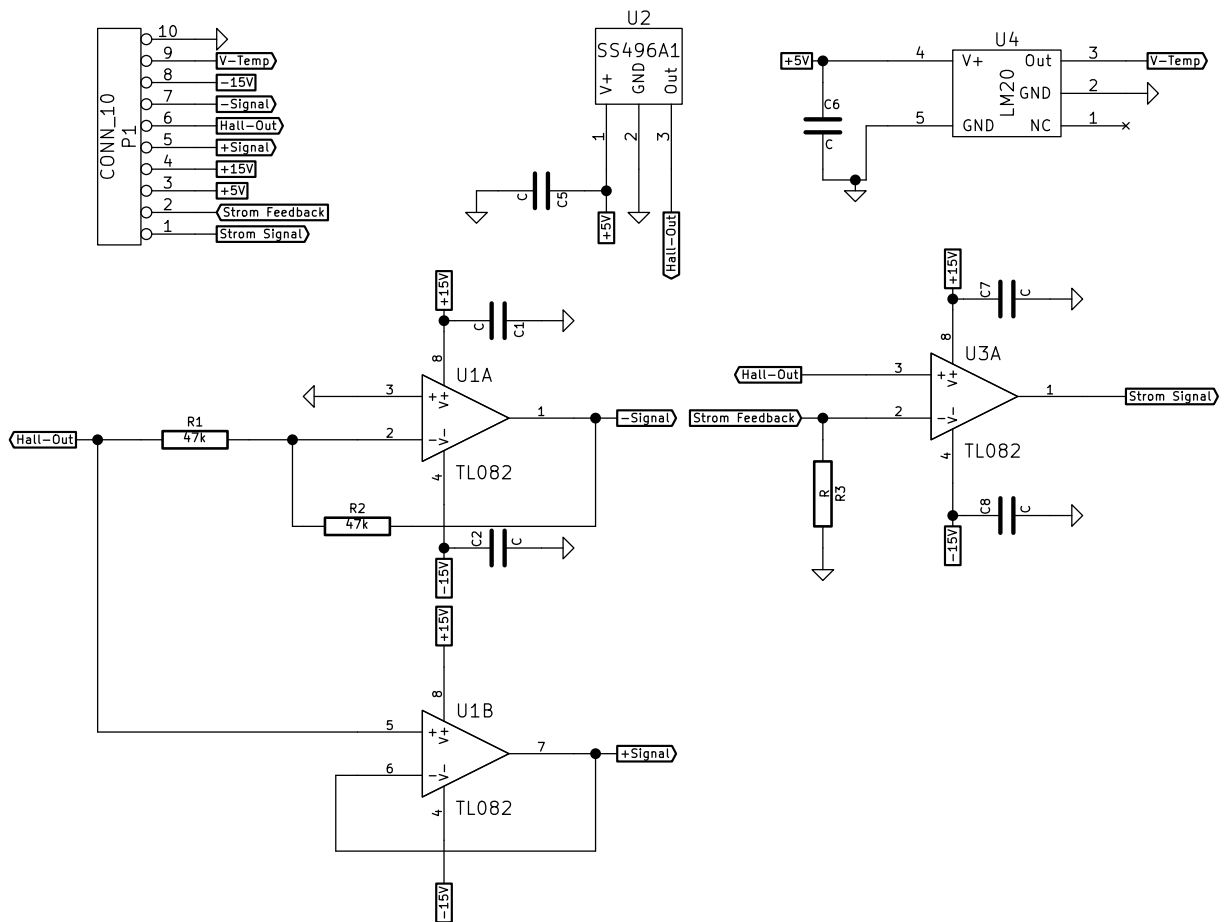 CONN_10
P1
10
9 V-Temp
8 -15V
7 -Signal
6 Hall-Out
5 +Signal
4 +15V
3 +5V
2 Strom Feedback
1 Strom Signal
U2
SS496A1
V+ GND Out
1 2 3
C C5
+5V
Hall-Out
U4
LM20
+5V 4 V+ Out 3 V-Temp
GND 2
5 GND NC 1
C6
C
+15V
C C1
8
U1A
3 + V+
1 -Signal
2 - V-
4
TL082
Hall-Out
R1
47k
R2
47k
C2 C
-15V
+15V
8
U1B
5 + V+
7 +Signal
6 - V-
4
TL082
-15V
+15V
C7 C
8
U3A
Hall-Out 3 + V+
1 Strom Signal
Strom Feedback 2 - V-
4
TL082
R R3
C8 C
-15V